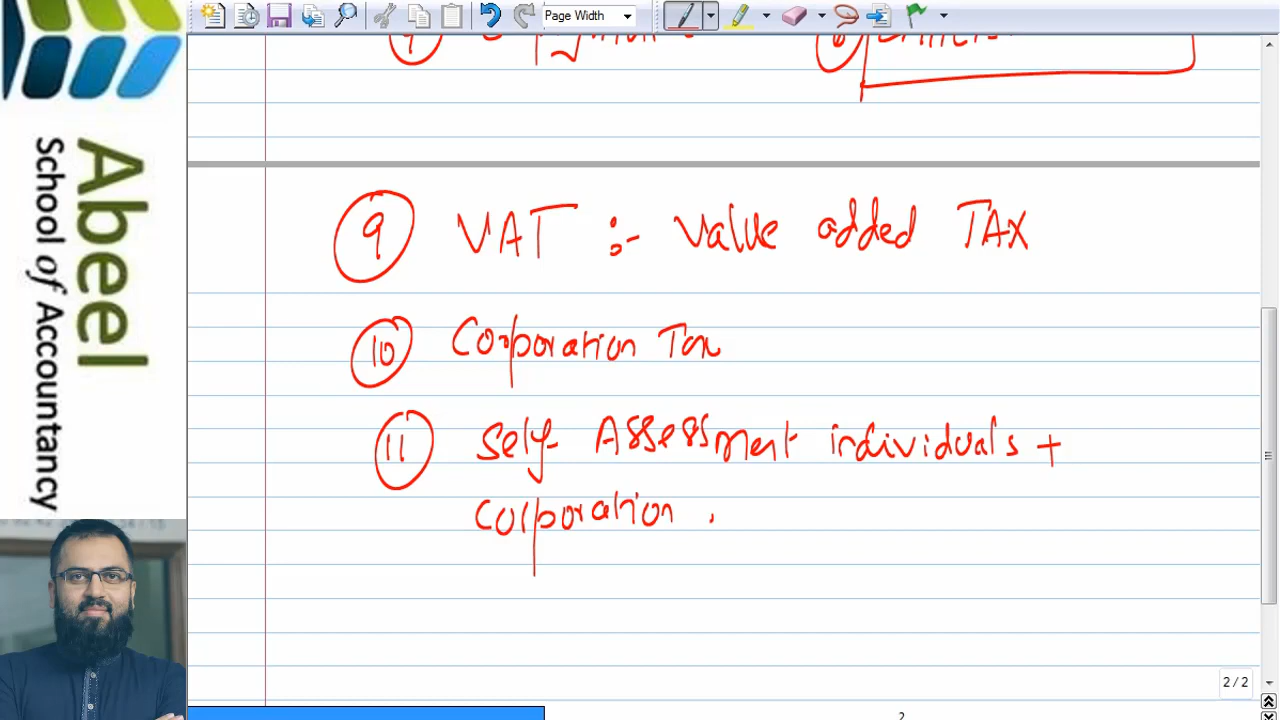 Page Width
Abeel
School of Accountancy
9 VAT :- Value added TAX
10 Corporation Tax
11 Self- Assessment individuals +
Corporation .
2 / 2
2